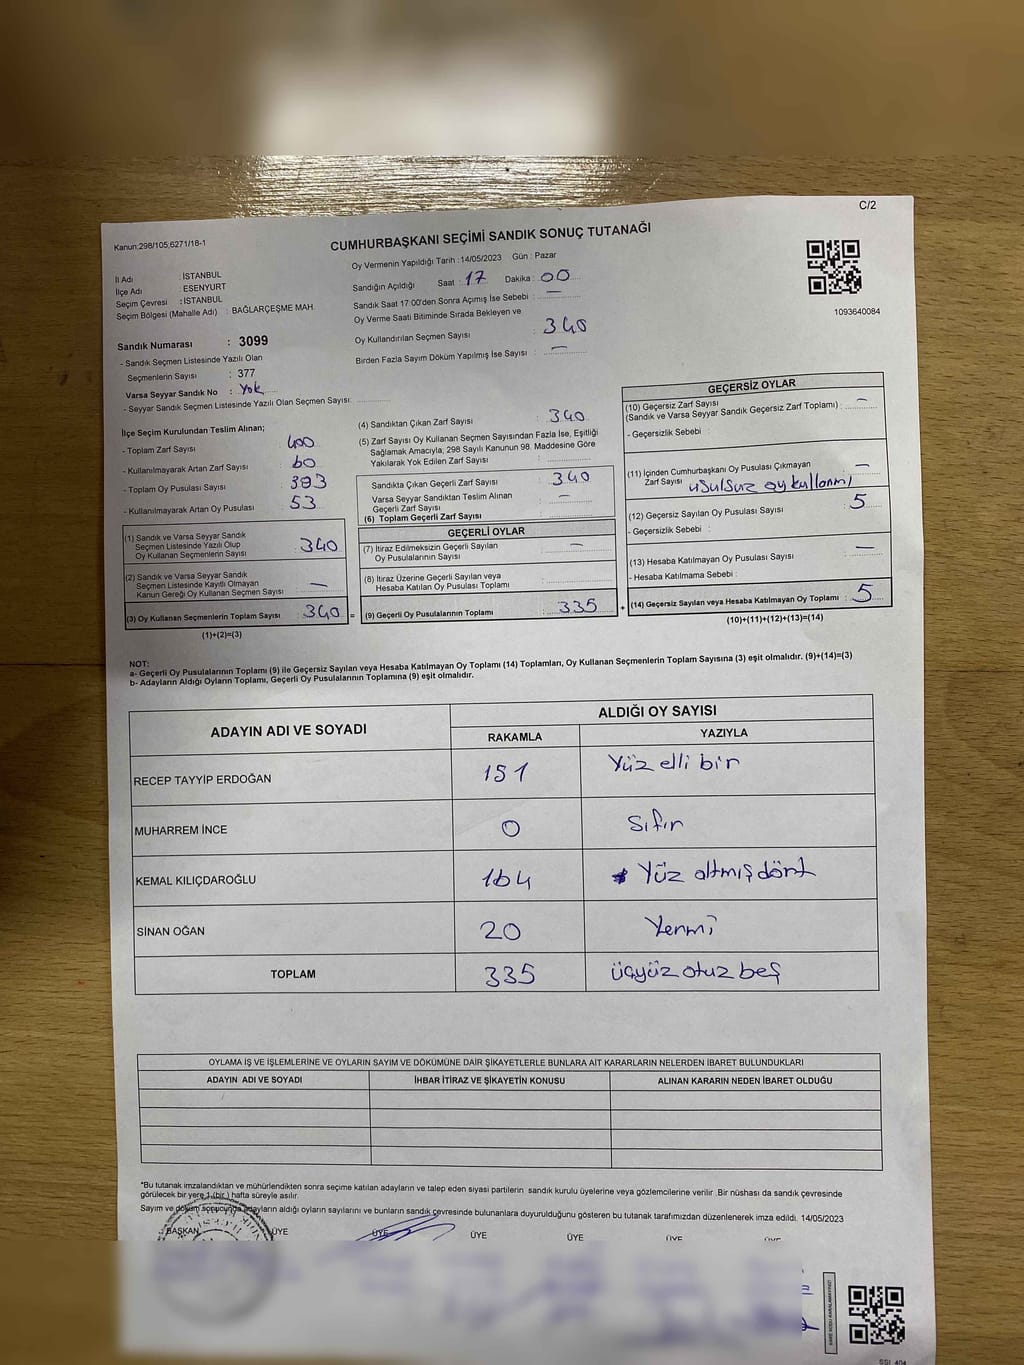 C/2
Kanun:298/105;6271/18-1
CUMHURBAŞKANI SEÇİMİ SANDIK SONUÇ TUTANAĞI
İl Adı : İSTANBUL
İlçe Adı : ESENYURT
Seçim Çevresi : İSTANBUL
Seçim Bölgesi (Mahalle Adı) : BAĞLARÇEŞME MAH
Sandık Numarası : 3099
- Sandık Seçmen Listesinde Yazılı Olan
Seçmenlerin Sayısı : 377
Varsa Seyyar Sandık No : Yok
- Seyyar Sandık Seçmen Listesinde Yazılı Olan Seçmen Sayısı:
Oy Vermenin Yapıldığı Tarih : 14/05/2023 Gün : Pazar
Sandığın Açıldığı Saat : 17 Dakika : 00
Sandık Saat 17:00'den Sonra Açımış İse Sebebi : —
Oy Verme Saati Bitiminde Sırada Bekleyen ve
Oy Kullandırılan Seçmen Sayısı : 340
Birden Fazla Sayım Döküm Yapılmış İse Sayısı : —
1093640084
İlçe Seçim Kurulundan Teslim Alınan;
- Toplam Zarf Sayısı : 400
- Kullanılmayarak Artan Zarf Sayısı : 60
- Toplam Oy Pusulası Sayısı : 393
- Kullanılmayarak Artan Oy Pusulası : 53
(1) Sandık ve Varsa Seyyar Sandık
Seçmen Listesinde Yazılı Olup
Oy Kullanan Seçmenlerin Sayısı : 340
(2) Sandık ve Varsa Seyyar Sandık
Seçmen Listesinde Kayıtlı Olmayan
Kanun Gereği Oy Kullanan Seçmen Sayısı : —
(3) Oy Kullanan Seçmenlerin Toplam Sayısı : 340 =
(1)+(2)=(3)
(4) Sandıktan Çıkan Zarf Sayısı : 340
(5) Zarf Sayısı Oy Kullanan Seçmen Sayısından Fazla İse, Eşitliği
Sağlamak Amacıyla, 298 Sayılı Kanunun 98. Maddesine Göre
Yakılarak Yok Edilen Zarf Sayısı :
Sandıkta Çıkan Geçerli Zarf Sayısı : 340
Varsa Seyyar Sandıktan Teslim Alınan
Geçerli Zarf Sayısı : —
(6) Toplam Geçerli Zarf Sayısı :
GEÇERLİ OYLAR
(7) İtiraz Edilmeksizin Geçerli Sayılan
Oy Pusulalarının Sayısı : —
(8) İtiraz Üzerine Geçerli Sayılan veya
Hesaba Katılan Oy Pusulası Toplamı :
(9) Geçerli Oy Pusulalarının Toplamı : 335 +
GEÇERSİZ OYLAR
(10) Geçersiz Zarf Sayısı
(Sandık ve Varsa Seyyar Sandık Geçersiz Zarf Toplamı) : —
- Geçersizlik Sebebi :
(11) İçinden Cumhurbaşkanı Oy Pusulası Çıkmayan
Zarf Sayısı : —
usulsuz oy kullanmı
(12) Geçersiz Sayılan Oy Pusulası Sayısı : 5
- Geçersizlik Sebebi :
(13) Hesaba Katılmayan Oy Pusulası Sayısı : —
- Hesaba Katılmama Sebebi :
(14) Geçersiz Sayılan veya Hesaba Katılmayan Oy Toplamı : 5
(10)+(11)+(12)+(13)=(14)
NOT:
a- Geçerli Oy Pusulalarının Toplamı (9) ile Geçersiz Sayılan veya Hesaba Katılmayan Oy Toplamı (14) Toplamları, Oy Kullanan Seçmenlerin Toplam Sayısına (3) eşit olmalıdır. (9)+(14)=(3)
b- Adayların Aldığı Oyların Toplamı, Geçerli Oy Pusulalarının Toplamına (9) eşit olmalıdır.
ADAYIN ADI VE SOYADI ALDIĞI OY SAYISI
RAKAMLA YAZIYLA
RECEP TAYYİP ERDOĞAN 151 Yüz elli bir
MUHARREM İNCE 0 Sıfır
KEMAL KILIÇDAROĞLU 164 Yüz altmış dört
SİNAN OĞAN 20 Yermi
TOPLAM 335 üçyüz otuz beş
OYLAMA İŞ VE İŞLEMLERİNE VE OYLARIN SAYIM VE DÖKÜMÜNE DAİR ŞİKAYETLERLE BUNLARA AİT KARARLARIN NELERDEN İBARET BULUNDUKLARI
ADAYIN ADI VE SOYADI İHBAR İTİRAZ VE ŞİKAYETİN KONUSU ALINAN KARARIN NEDEN İBARET OLDUĞU
*Bu tutanak imzalandıktan ve mühürlendikten sonra seçime katılan adayların ve talep eden siyasi partilerin sandık kurulu üyelerine veya gözlemcilerine verilir. Bir nüshası da sandık çevresinde
görülecek bir yere 1 (bir) hafta süreyle asılır.
Sayım ve döküm sonucunda adayların aldığı oyların sayılarını ve bunların sandık çevresinde bulunanlara duyurulduğunu gösteren bu tutanak tarafımızdan düzenlenerek imza edildi. 14/05/2023
BAŞKAN ÜYE ÜYE ÜYE ÜYE ÜYE ÜYE